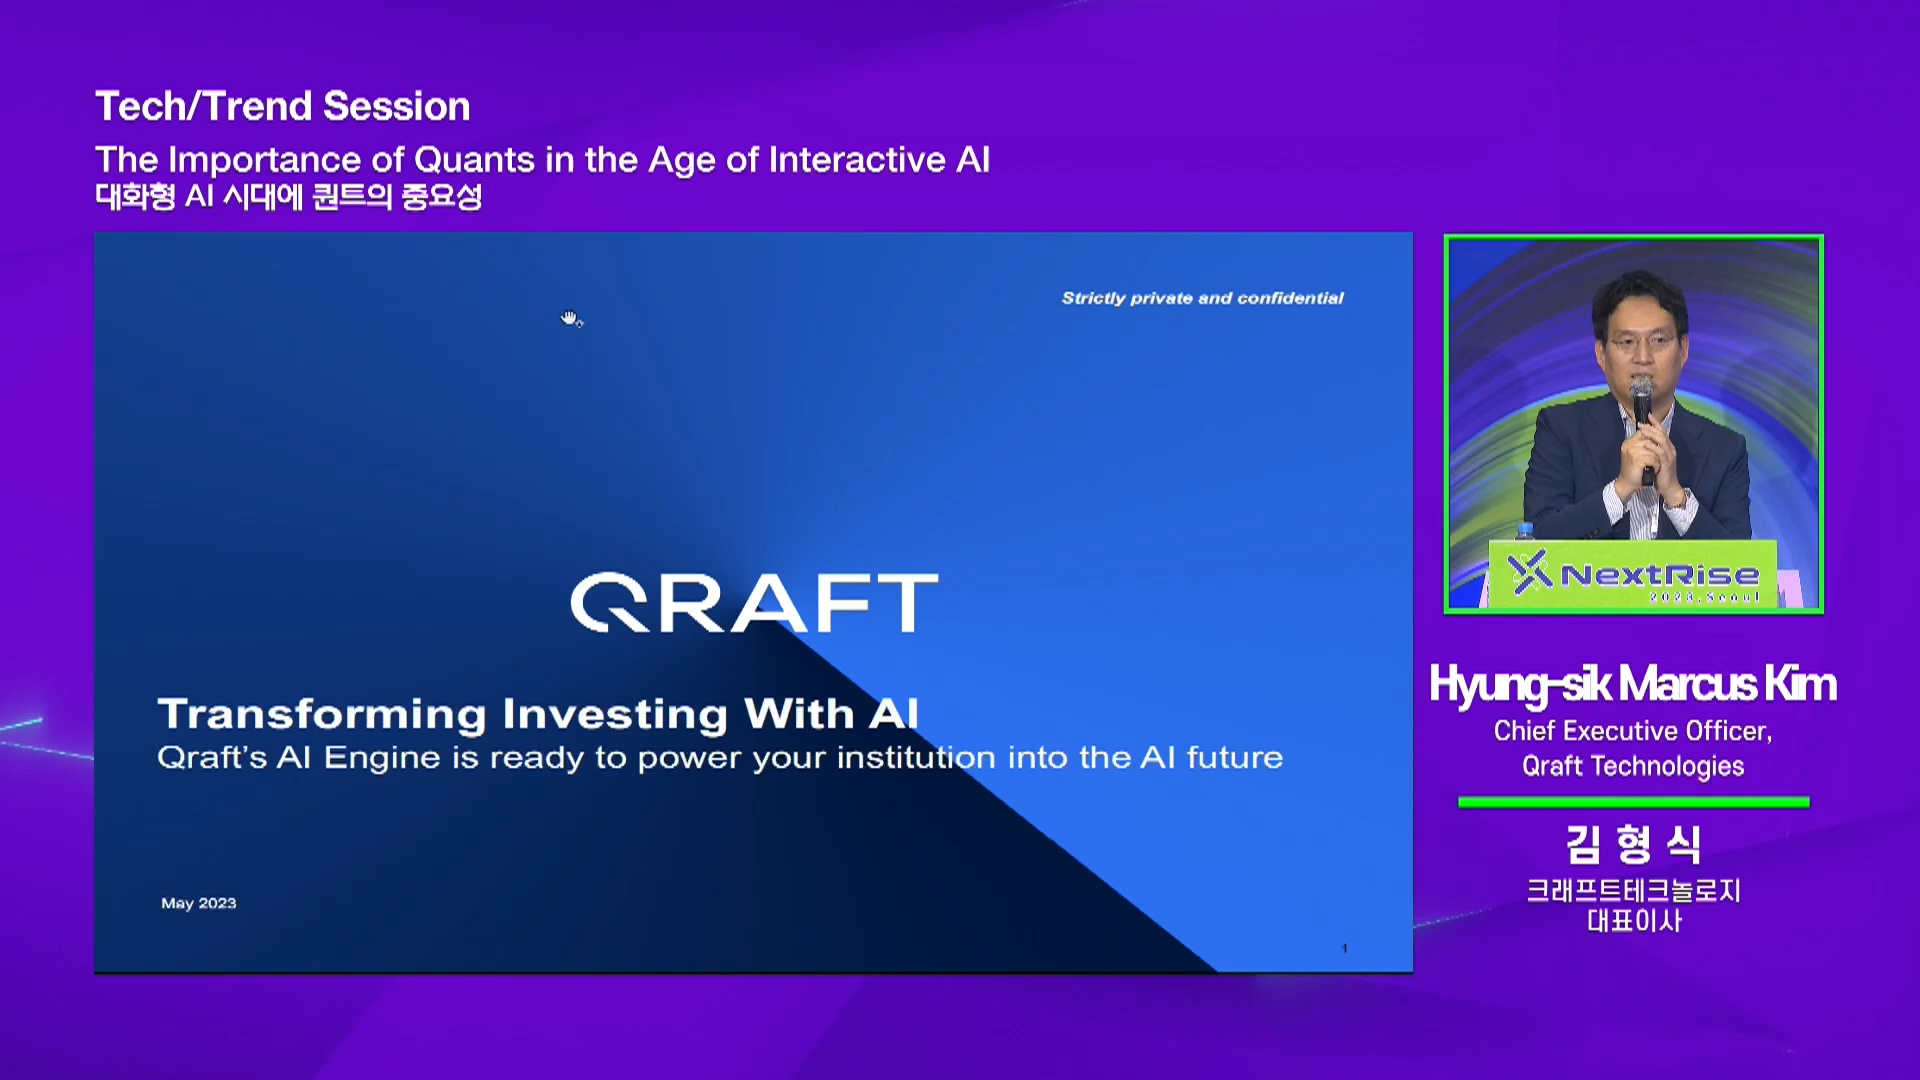 Tech/Trend Session
The Importance of Quants in the Age of Interactive AI
대화형 AI 시대에 퀀트의 중요성
Strictly private and confidential
QRAFT
Transforming Investing With AI
Qraft's AI Engine is ready to power your institution into the AI future
May 2023
1
NextRise
2023, Seoul
Hyung-sik Marcus Kim
Chief Executive Officer,
Qraft Technologies
김형식
크래프트테크놀로지
대표이사